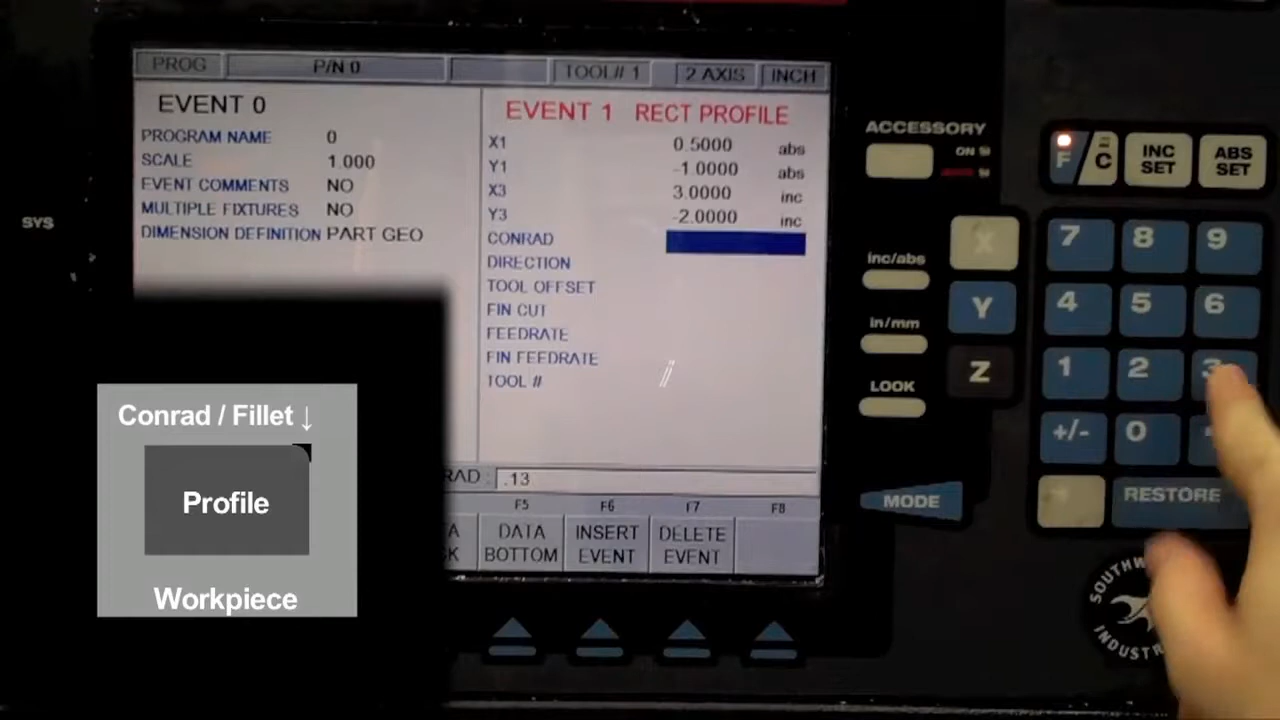 PROG P/N 0 TOOL# 1 2 AXIS INCH
EVENT 0
PROGRAM NAME 0
SCALE 1.000
EVENT COMMENTS NO
MULTIPLE FIXTURES NO
DIMENSION DEFINITION PART GEO
EVENT 1 RECT PROFILE
X1 0.5000 abs
Y1 -1.0000 abs
X3 3.0000 inc
Y3 -2.0000 inc
CONRAD
DIRECTION
TOOL OFFSET
FIN CUT
FEEDRATE
FIN FEEDRATE
TOOL #
RAD : .13
F5 F6 F7 F8
DATA BOTTOM
INSERT EVENT
DELETE EVENT
SYS
Conrad / Fillet ↓
Profile
Workpiece
ACCESSORY
ON
F/C
INC SET
ABS SET
X
Y
Z
inc/abs
in/mm
LOOK
MODE
7 8 9
4 5 6
1 2 3
+/- 0
RESTORE